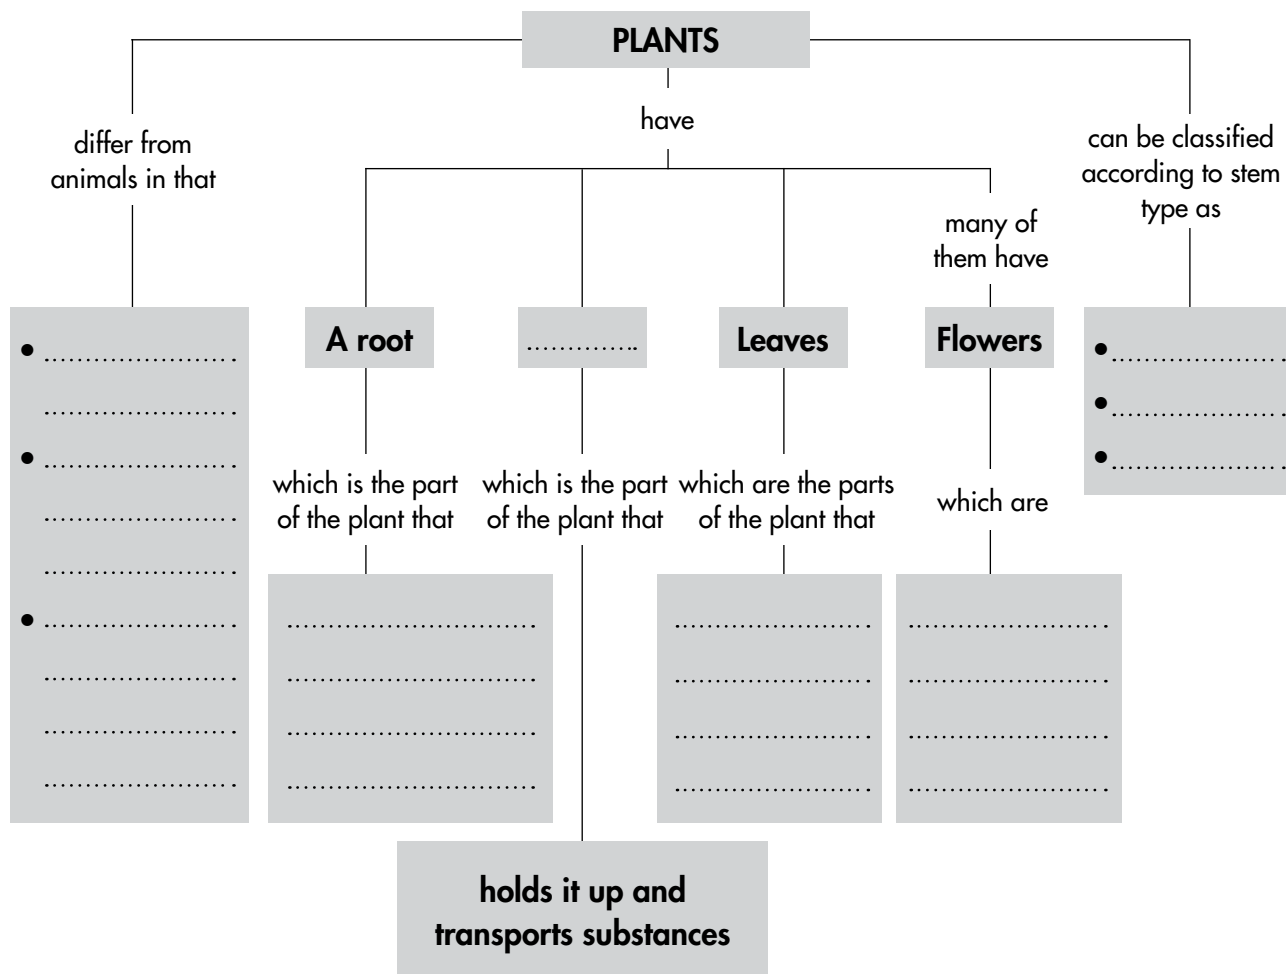 PLANTS
have
differ from
animals in that
can be classified
according to stem
type as
many of
them have
● ........................
........................
● ........................
........................
........................
● ........................
........................
........................
........................
A root
..............
Leaves
Flowers
● .....................
● .....................
● .....................
which is the part
of the plant that
which is the part
of the plant that
which are the parts
of the plant that
which are
...............................
...............................
...............................
...............................
.....................
.....................
.....................
.....................
.........................
.........................
.........................
.........................
holds it up and
transports substances